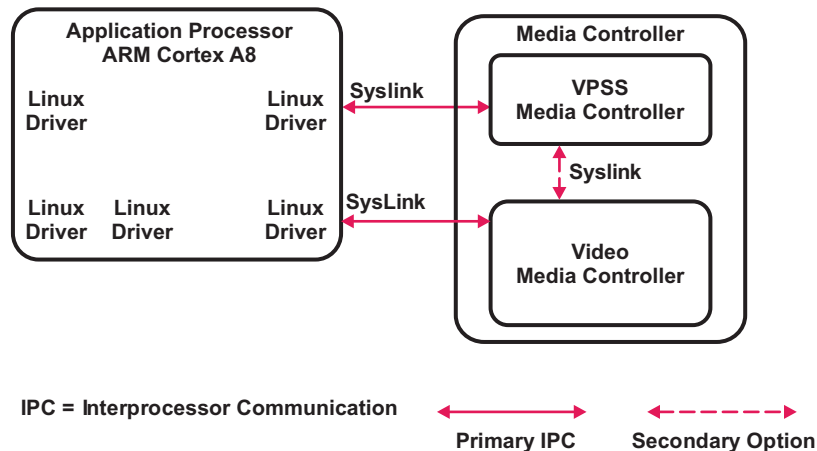 Application Processor
ARM Cortex A8
Linux
Driver
Linux
Driver
Syslink
Media Controller
VPSS
Media Controller
Syslink
Linux
Driver
Linux
Driver
Linux
Driver
SysLink
Video
Media Controller
IPC = Interprocessor Communication
Primary IPC
Secondary Option